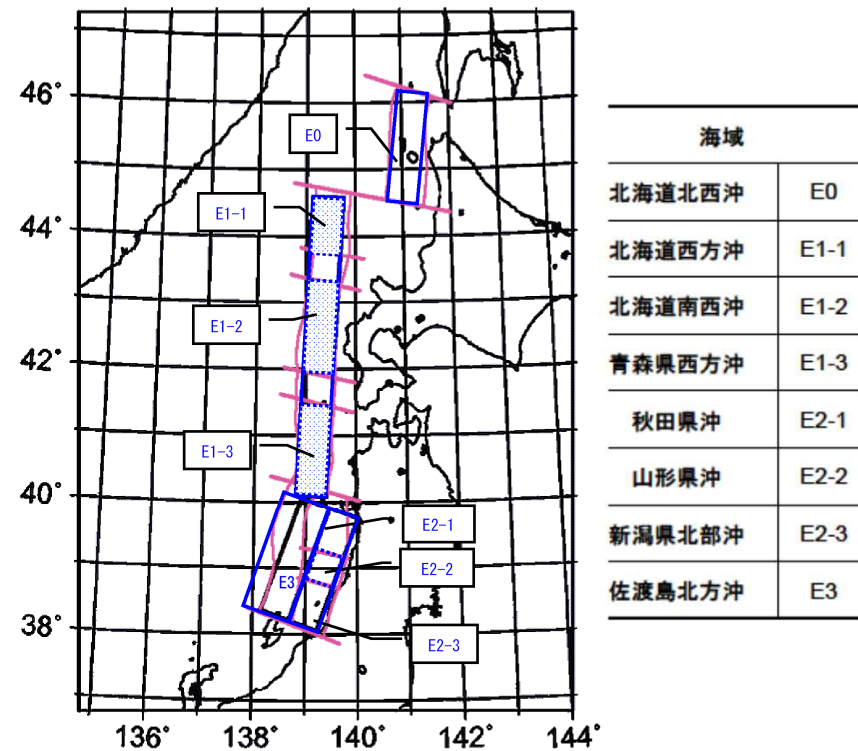 46°
44°
42°
40°
38°
136°
138°
140°
142°
144°
E0
E1-1
E1-2
E1-3
E2-1
E2-2
E3
E2-3
海域
北海道北西沖 E0
北海道西方沖 E1-1
北海道南西沖 E1-2
青森県西方沖 E1-3
秋田県沖 E2-1
山形県沖 E2-2
新潟県北部沖 E2-3
佐渡島北方沖 E3